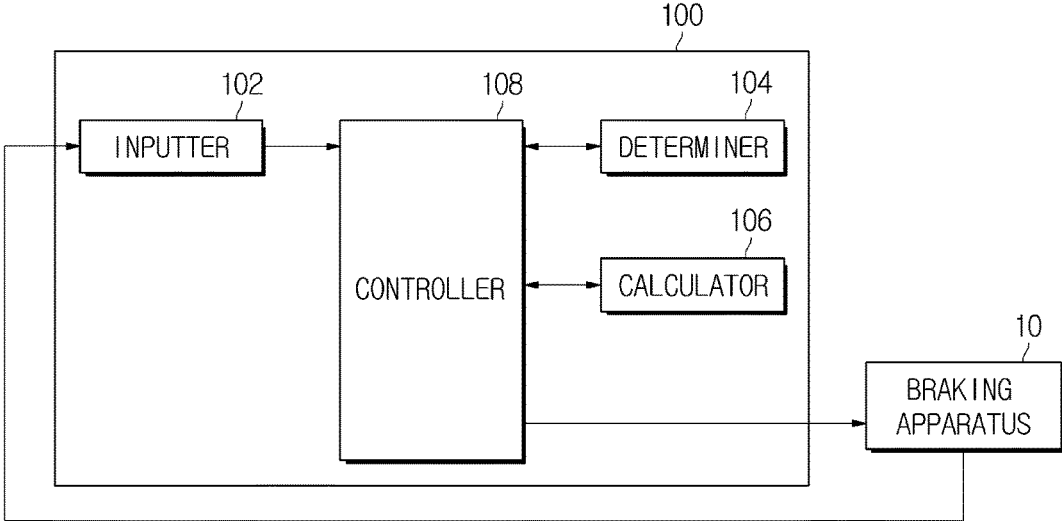 100
102
108
104
INPUTTER
DETERMINER
106
CONTROLLER
CALCULATOR
10
BRAKING
APPARATUS